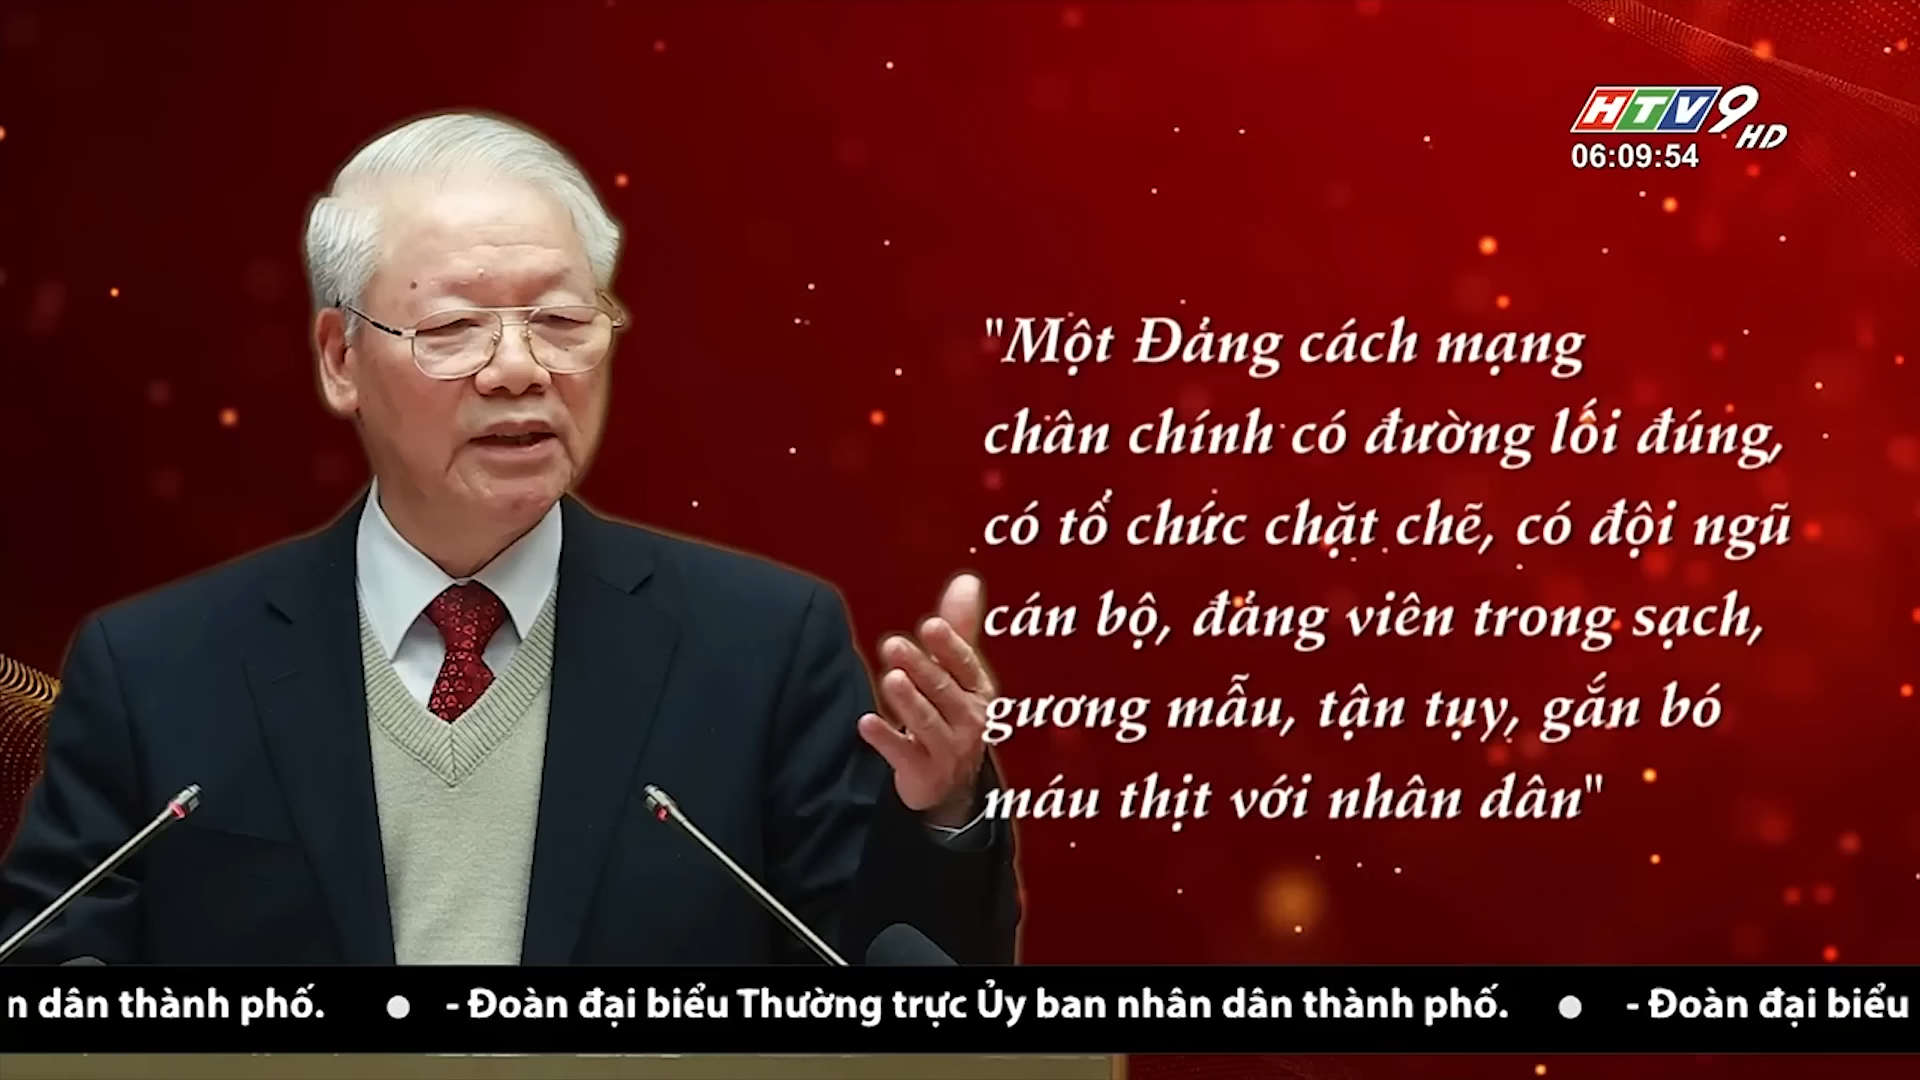 HTV9 HD
06:09:54
"Một Đảng cách mạng
chân chính có đường lối đúng,
có tổ chức chặt chẽ, có đội ngũ
cán bộ, đảng viên trong sạch,
gương mẫu, tận tụy, gắn bó
máu thịt với nhân dân"
n dân thành phố. ● - Đoàn đại biểu Thường trực Ủy ban nhân dân thành phố. ● - Đoàn đại biểu